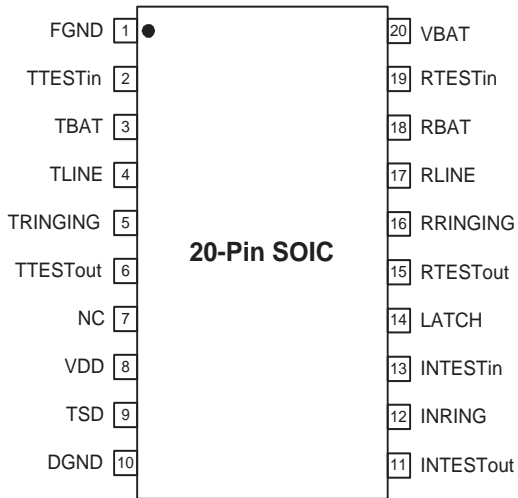 FGND 1 20 VBAT
TTESTin 2 19 RTESTin
TBAT 3 18 RBAT
TLINE 4 17 RLINE
TRINGING 5 16 RRINGING
20-Pin SOIC
TTESTout 6 15 RTESTout
NC 7 14 LATCH
VDD 8 13 INTESTin
TSD 9 12 INRING
DGND 10 11 INTESTout